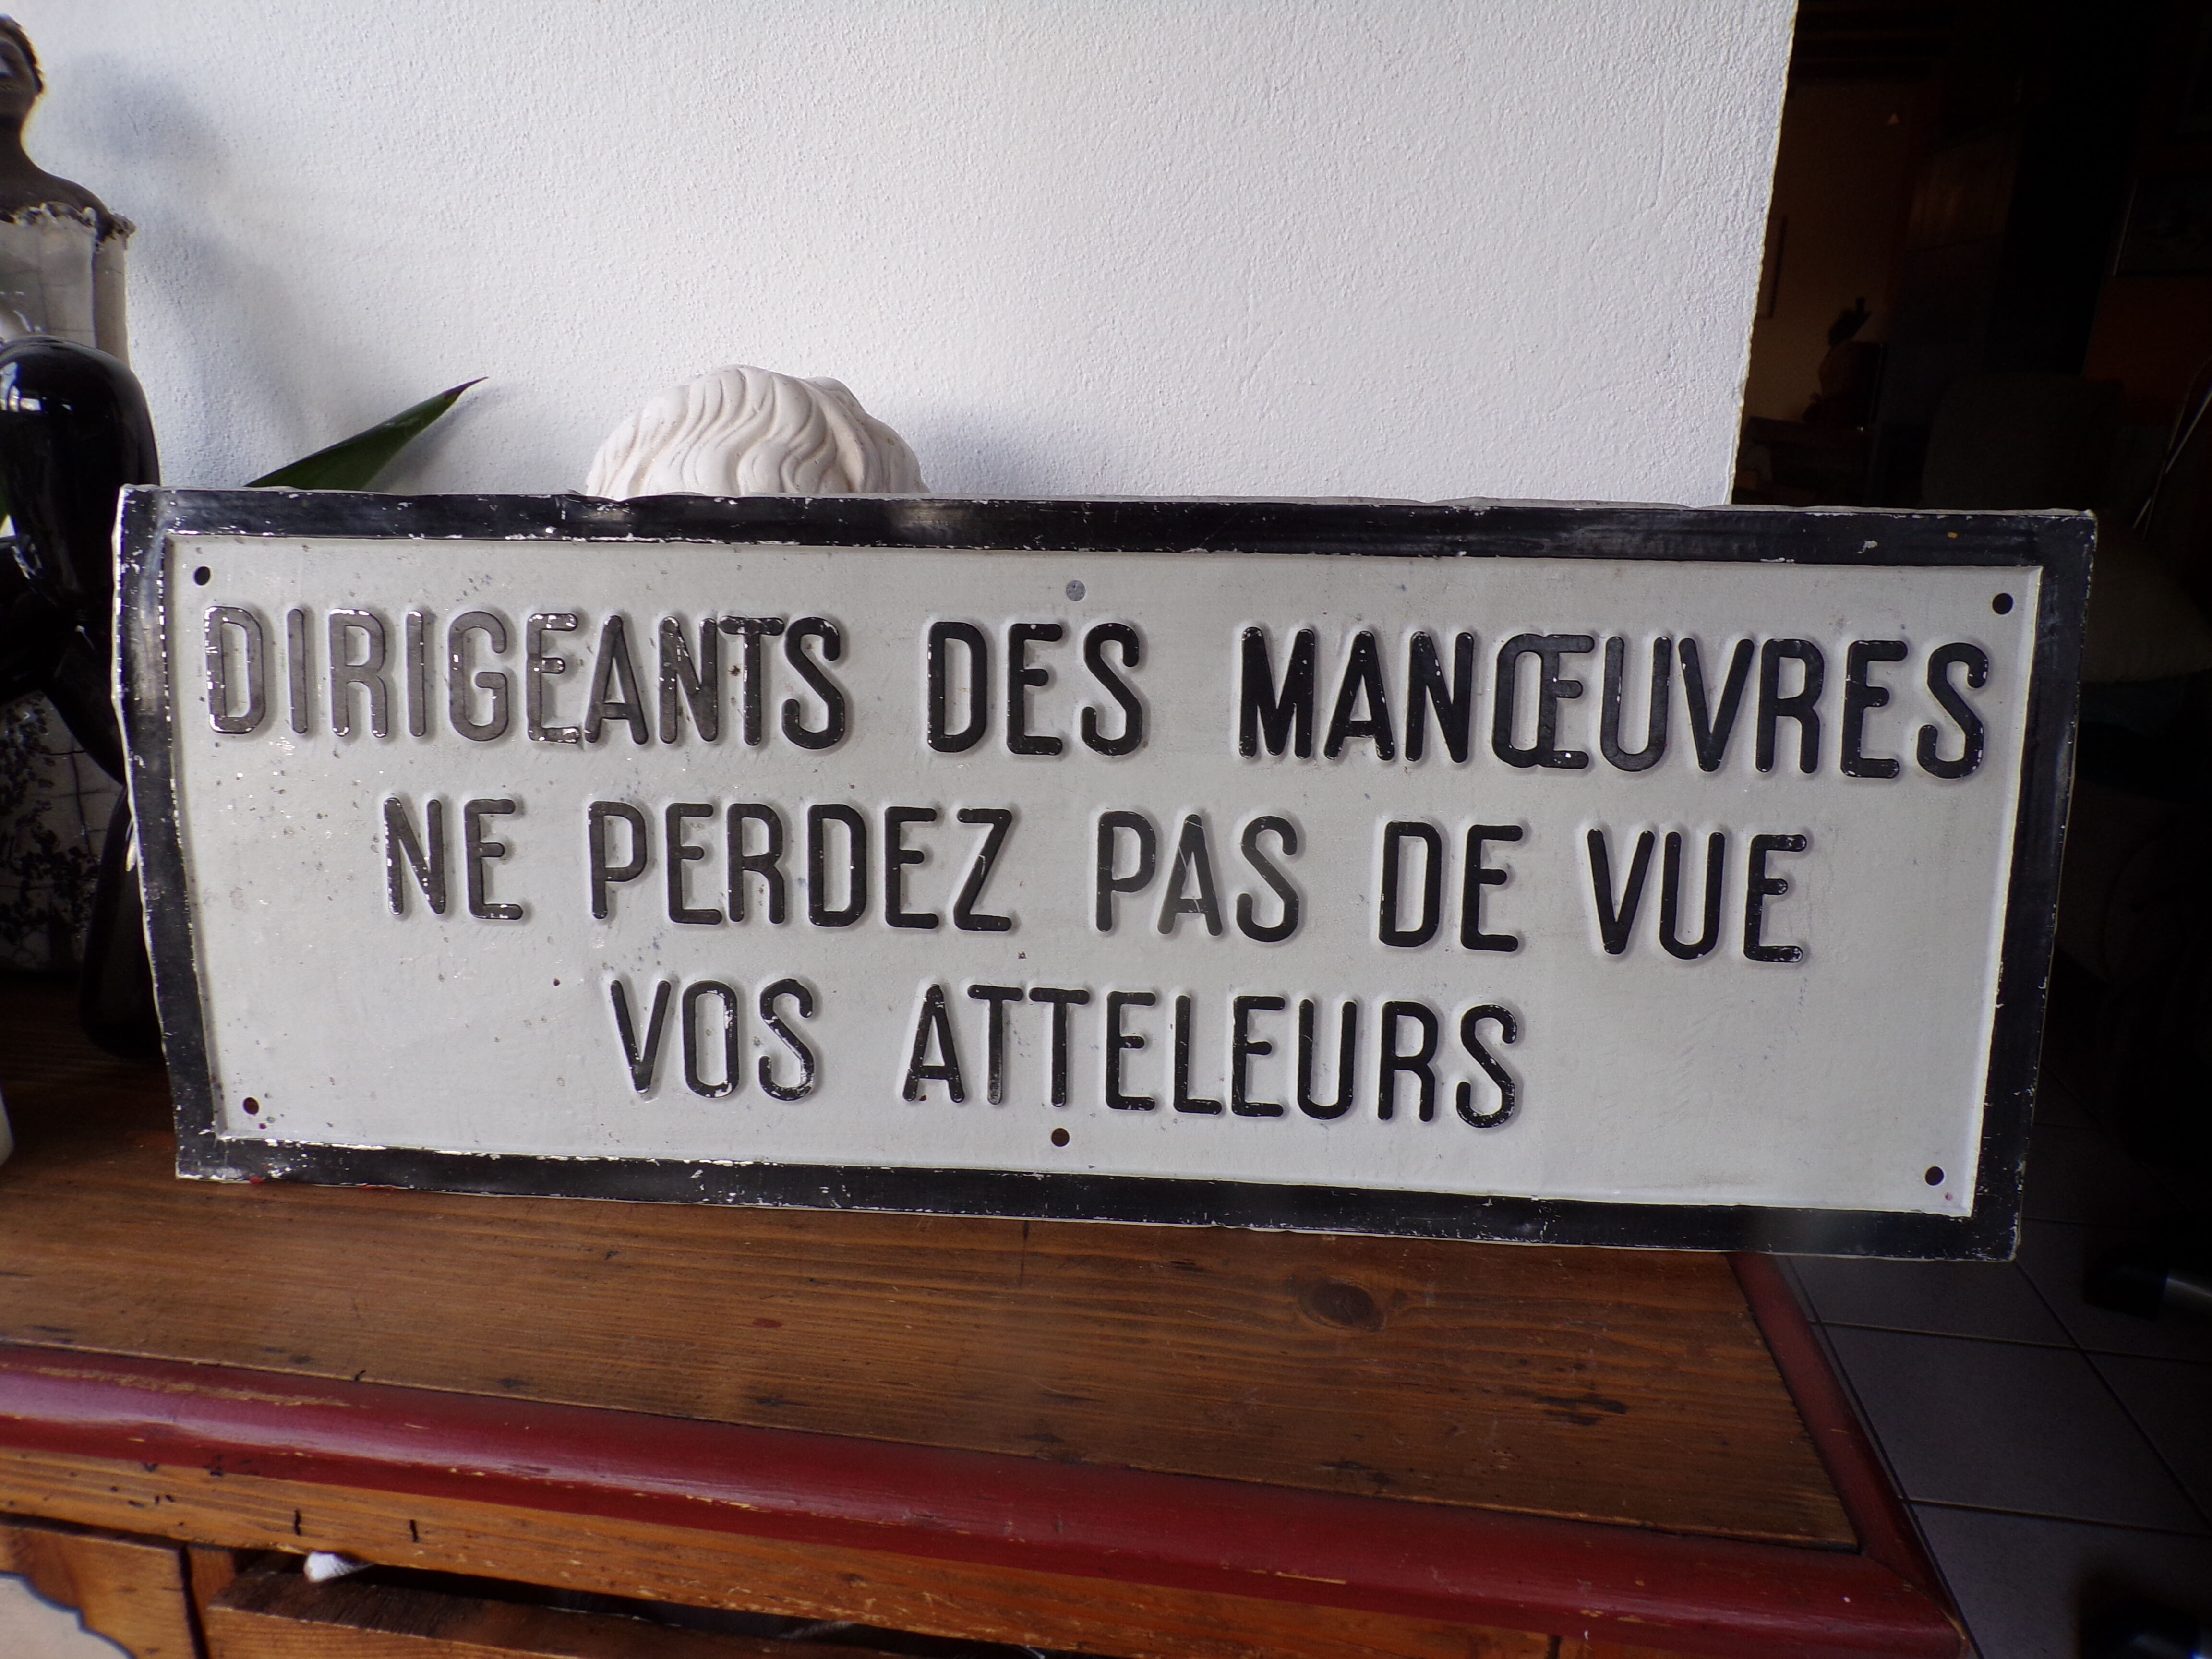 DIRIGEANTS DES MANŒUVRES
NE PERDEZ PAS DE VUE
VOS ATTELEURS